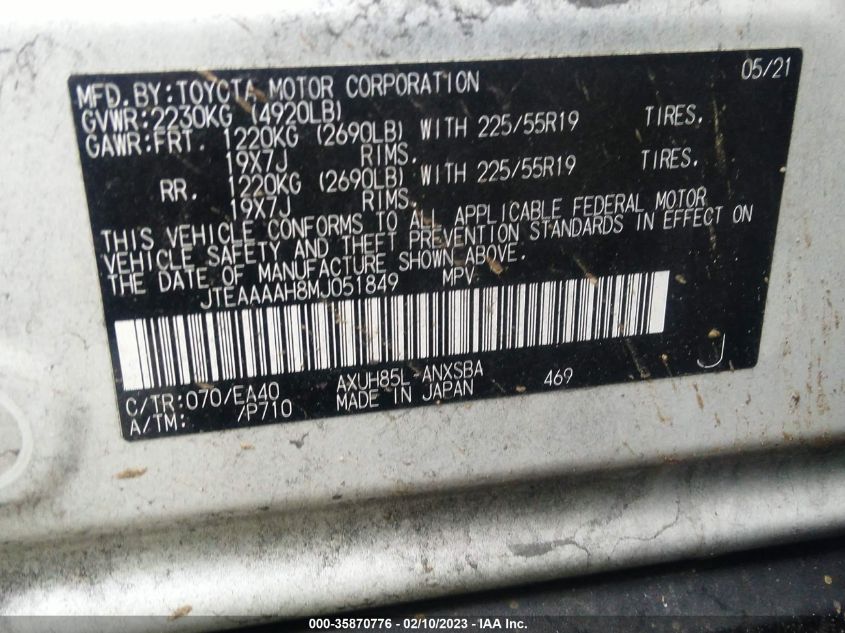 05/21
MFD.BY:TOYOTA MOTOR CORPORATION
GVWR:2230KG (4920LB)
GAWR:FRT. 1220KG (2690LB) WITH 225/55R19 TIRES.
19X7J RIMS.
RR. 1220KG (2690LB) WITH 225/55R19 TIRES.
19X7J RIMS.
THIS VEHICLE CONFORMS TO ALL APPLICABLE FEDERAL MOTOR
VEHICLE SAFETY AND THEFT PREVENTION STANDARDS IN EFFECT ON
THE DATE OF MANUFACTURE SHOWN ABOVE.
JTEAAAAH8MJ051849 MPV
C/TR:070/EA40 AXUH85L-ANXSBA 469 J
A/TM: /P710 MADE IN JAPAN
000-35870776 - 02/10/2023 - IAA Inc.